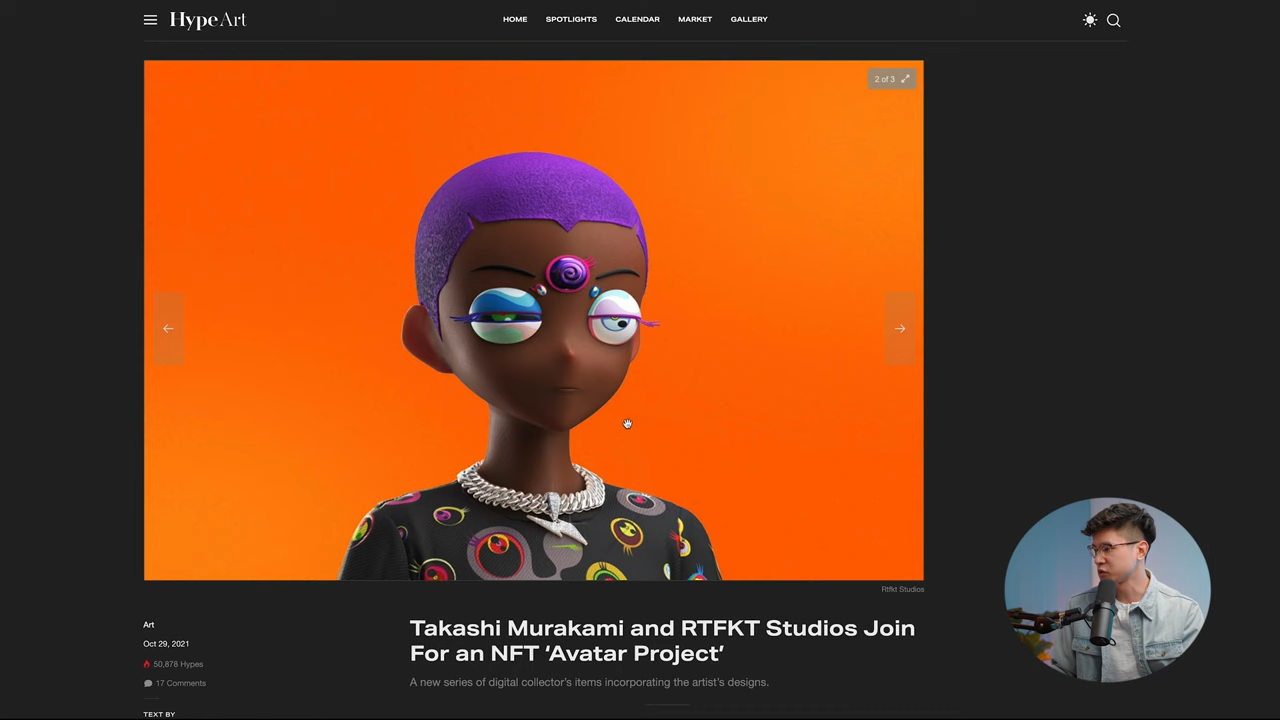 HypeArt
HOME
SPOTLIGHTS
CALENDAR
MARKET
GALLERY
2 of 3
Rtfkt Studios
Art
Oct 29, 2021
50,878 Hypes
17 Comments
TEXT BY
Takashi Murakami and RTFKT Studios Join
For an NFT ‘Avatar Project’
A new series of digital collector’s items incorporating the artist’s designs.